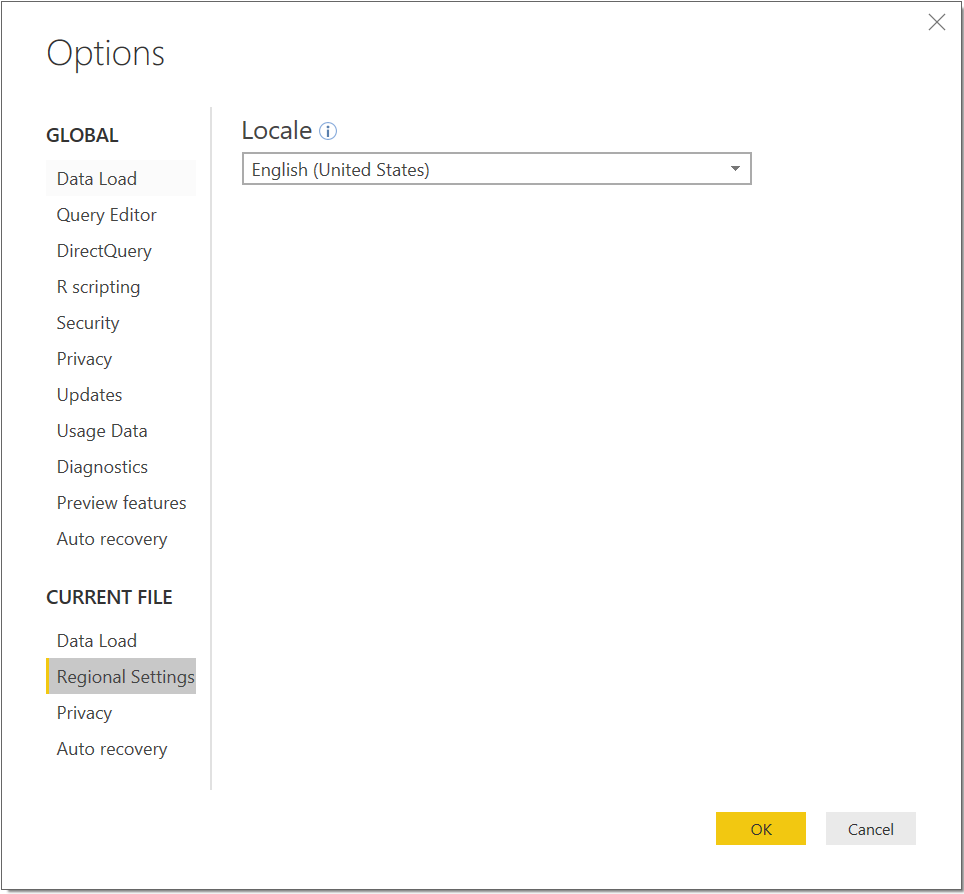 Options
GLOBAL
Data Load
Query Editor
DirectQuery
R scripting
Security
Privacy
Updates
Usage Data
Diagnostics
Preview features
Auto recovery
CURRENT FILE
Data Load
Regional Settings
Privacy
Auto recovery
Locale
English (United States)
OK
Cancel